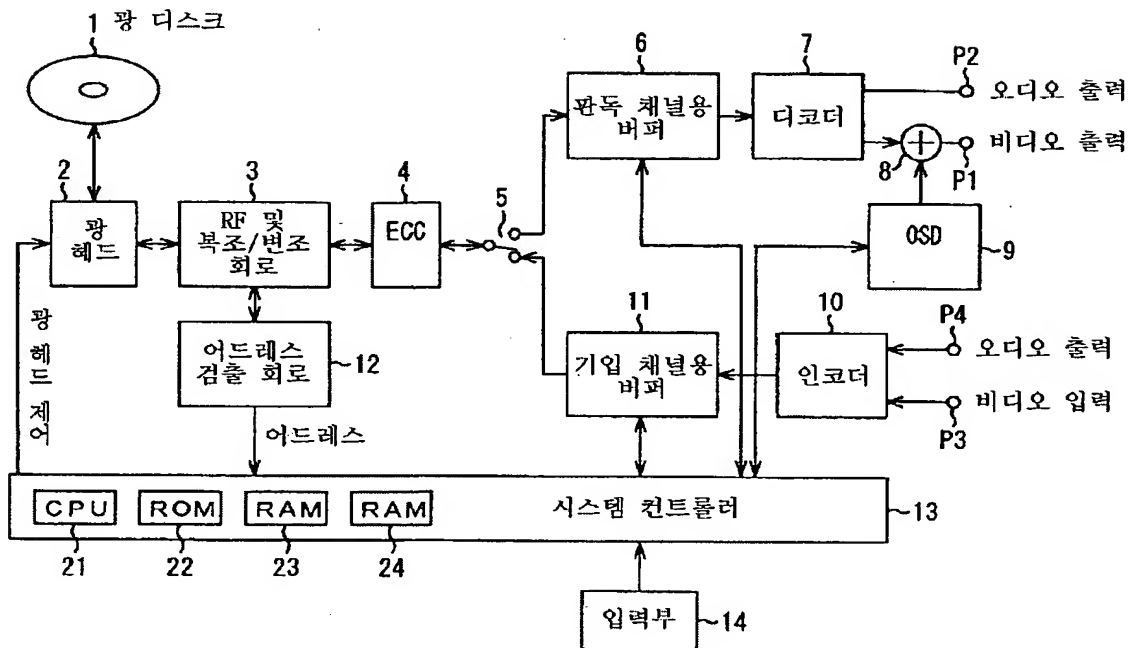 1 광 디스크
2
광
헤드
3
RF 및
복조/변조
회로
4
ECC
5
6
판독 채널용
버퍼
7
디코더
P2
오디오 출력
8
비디오 출력
P1
OSD
9
10
인코더
P4
오디오 출력
비디오 입력
P3
11
기입 채널용
버퍼
어드레스
검출 회로
12
어드레스
광 헤드 제어
CPU
ROM
RAM
RAM
시스템 컨트롤러
13
21
22
23
24
입력부
14